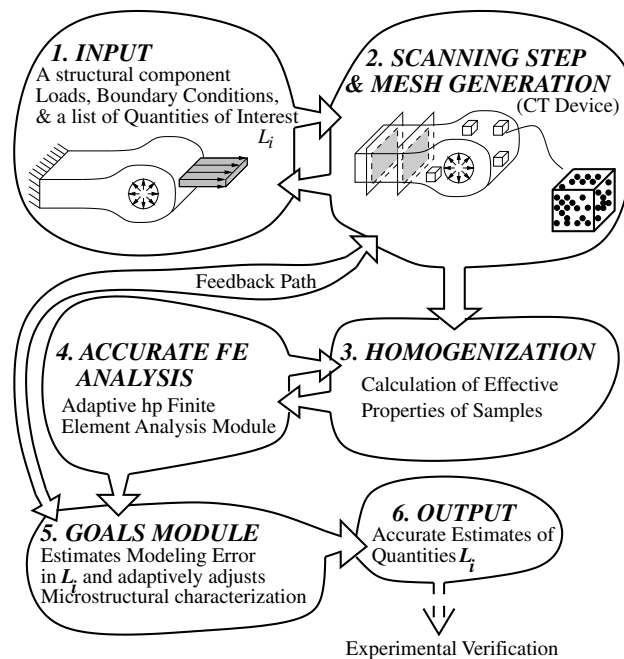 1. INPUT
A structural component
Loads, Boundary Conditions,
& a list of Quantities of Interest
L_i
2. SCANNING STEP
& MESH GENERATION
(CT Device)
Feedback Path
3. HOMOGENIZATION
Calculation of Effective
Properties of Samples
4. ACCURATE FE
ANALYSIS
Adaptive hp Finite
Element Analysis Module
5. GOALS MODULE
Estimates Modeling Error
in L_i and adaptively adjusts
Microstructural characterization
6. OUTPUT
Accurate Estimates of
Quantities L_i
Experimental Verification